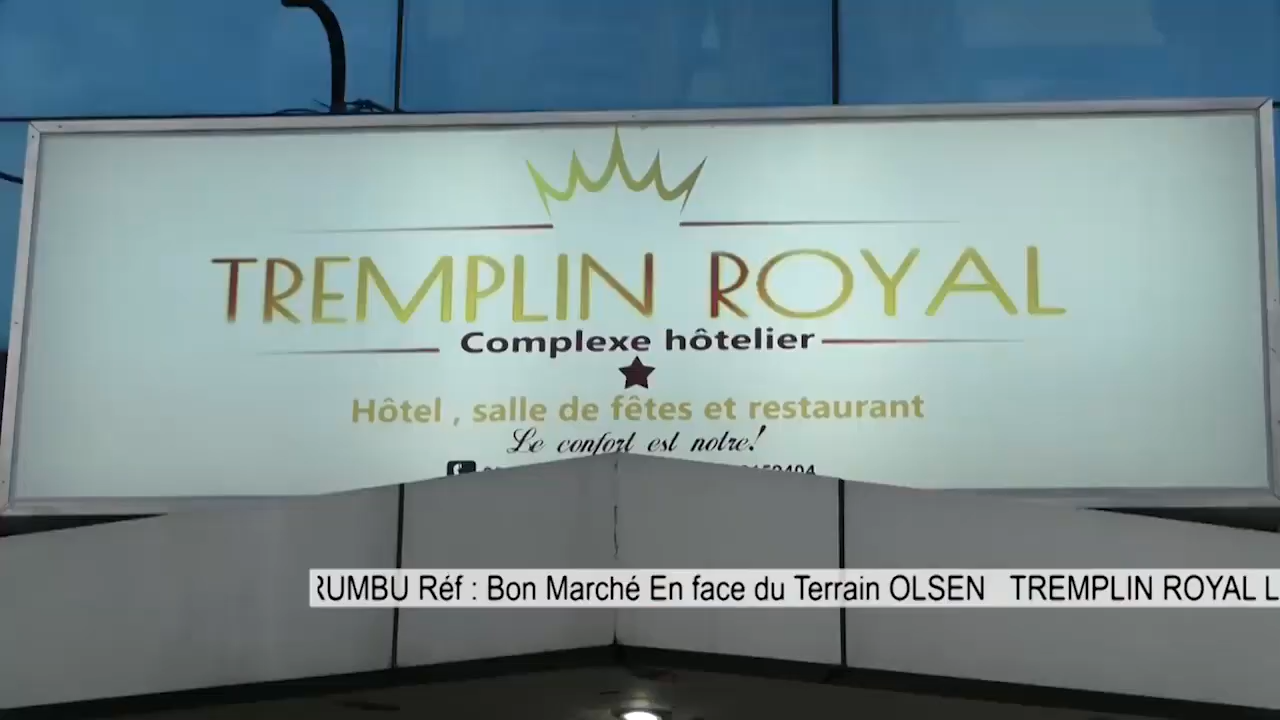 TREMPLIN ROYAL
Complexe hôtelier
Hôtel , salle de fêtes et restaurant
Le confort est notre!
RUMBU Réf : Bon Marché En face du Terrain OLSEN TREMPLIN ROYAL L